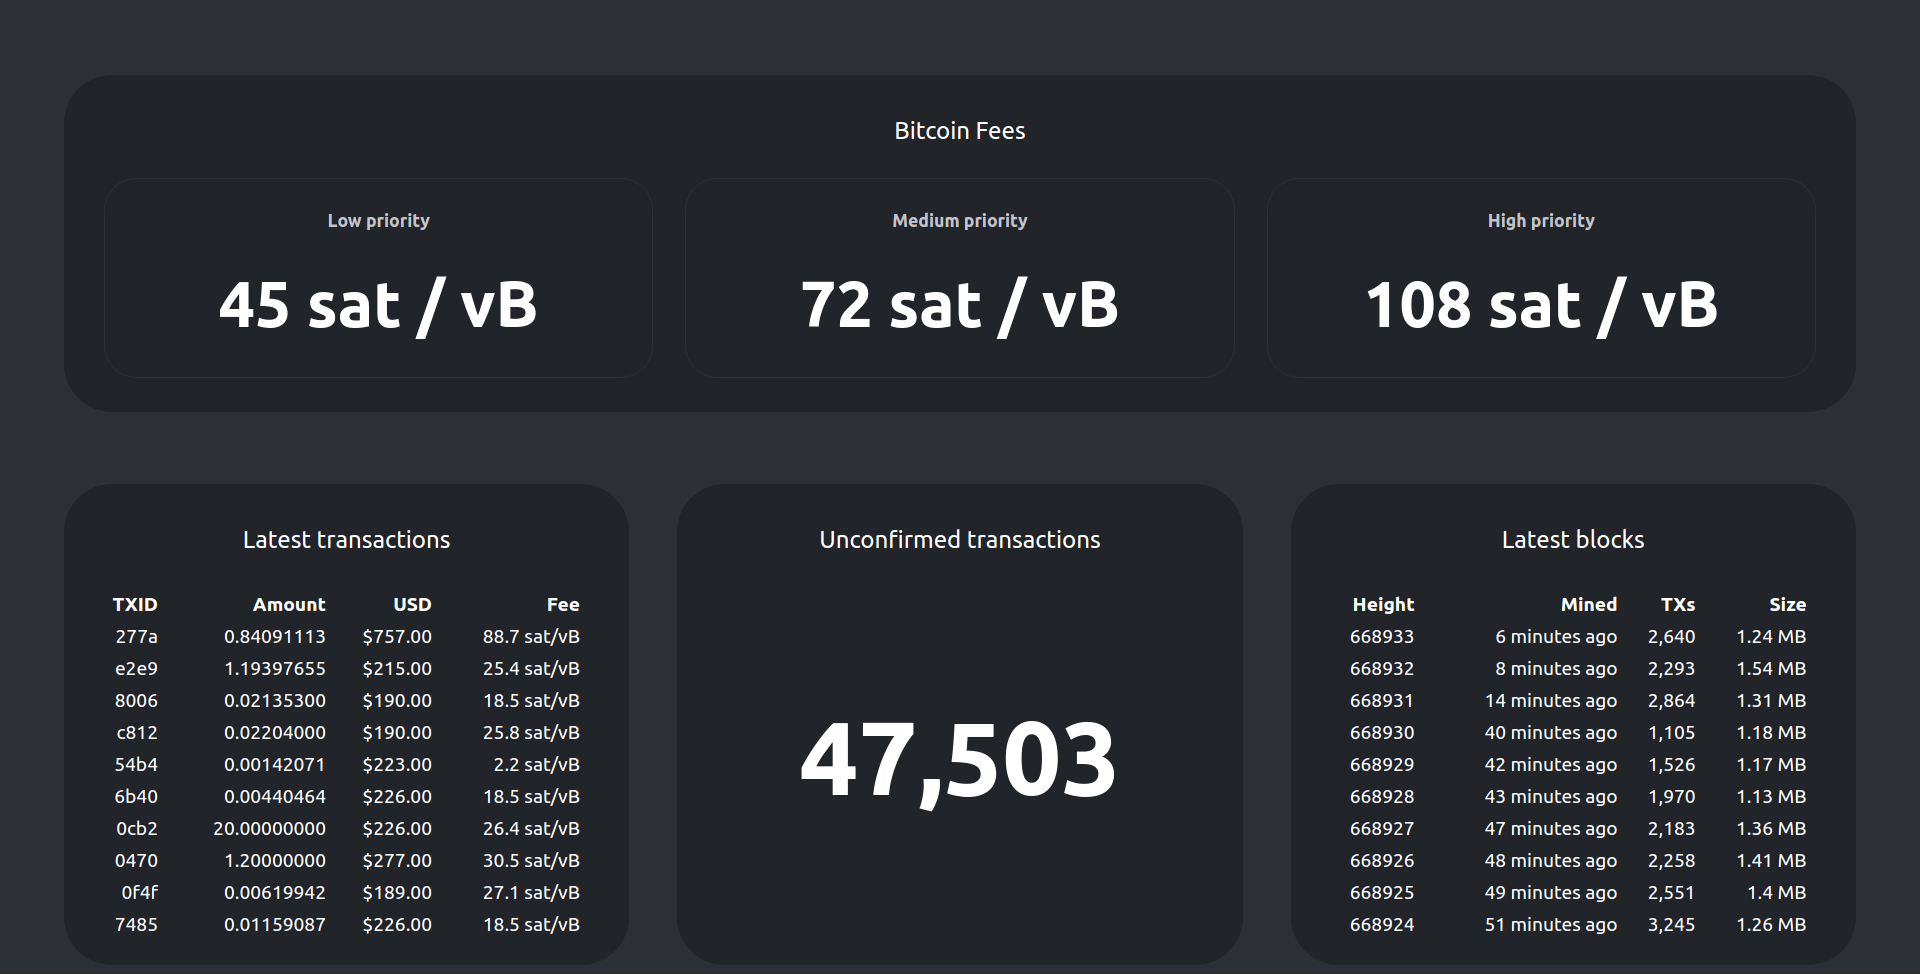 Bitcoin Fees
Low priority
45 sat / vB
Medium priority
72 sat / vB
High priority
108 sat / vB
Latest transactions
TXID Amount USD Fee
277a 0.84091113 $757.00 88.7 sat/vB
e2e9 1.19397655 $215.00 25.4 sat/vB
8006 0.02135300 $190.00 18.5 sat/vB
c812 0.02204000 $190.00 25.8 sat/vB
54b4 0.00142071 $223.00 2.2 sat/vB
6b40 0.00440464 $226.00 18.5 sat/vB
0cb2 20.00000000 $226.00 26.4 sat/vB
0470 1.20000000 $277.00 30.5 sat/vB
0f4f 0.00619942 $189.00 27.1 sat/vB
7485 0.01159087 $226.00 18.5 sat/vB
Unconfirmed transactions
47,503
Latest blocks
Height Mined TXs Size
668933 6 minutes ago 2,640 1.24 MB
668932 8 minutes ago 2,293 1.54 MB
668931 14 minutes ago 2,864 1.31 MB
668930 40 minutes ago 1,105 1.18 MB
668929 42 minutes ago 1,526 1.17 MB
668928 43 minutes ago 1,970 1.13 MB
668927 47 minutes ago 2,183 1.36 MB
668926 48 minutes ago 2,258 1.41 MB
668925 49 minutes ago 2,551 1.4 MB
668924 51 minutes ago 3,245 1.26 MB